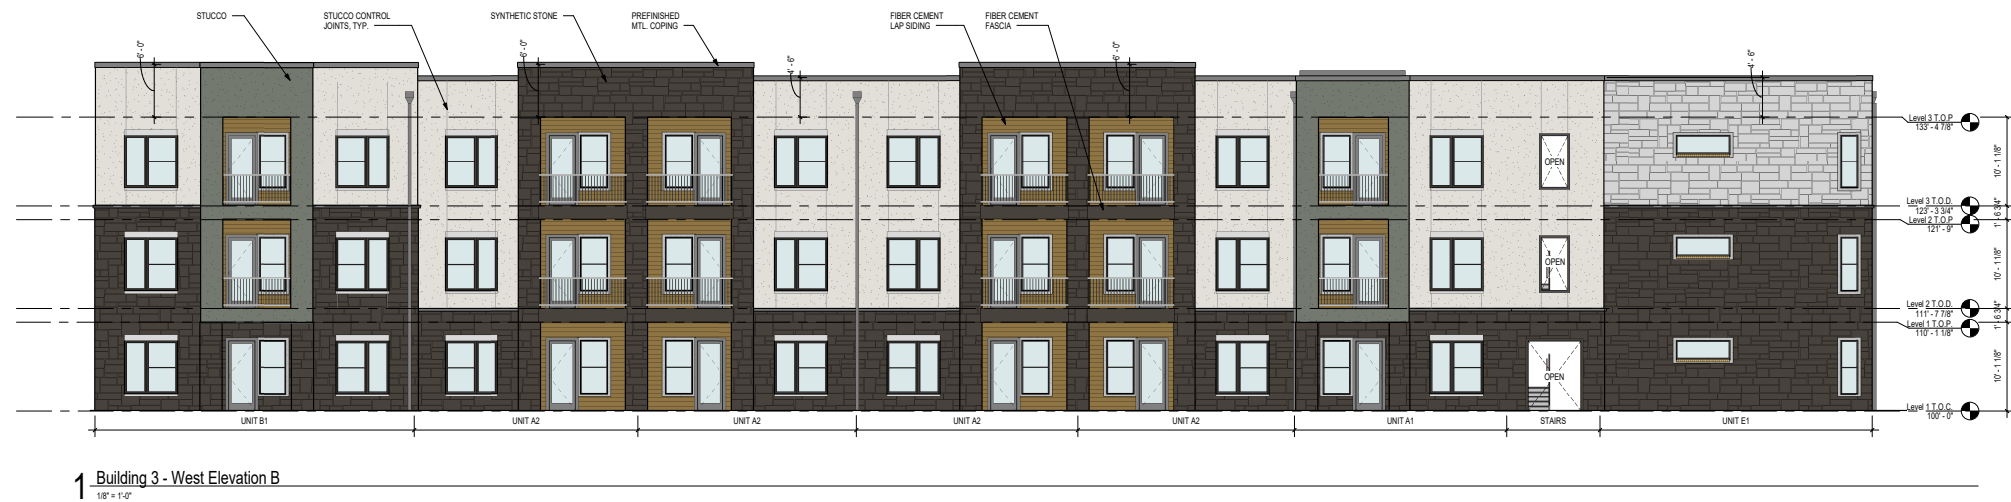 STUCCO
STUCCO CONTROL
JOINTS, TYP.
SYNTHETIC STONE
PREFINISHED
MTL. COPING
FIBER CEMENT
LAP SIDING
FIBER CEMENT
FASCIA
6' - 0"
6' - 0"
4' - 6"
6' - 0"
4' - 6"
OPEN
OPEN
OPEN
Level 3 T.O.P
133' - 4 7/8"
10' - 1 1/8"
Level 3 T.O.D.
123' - 3 3/4"
1' - 6 3/4"
Level 2 T.O.P
121' - 9"
10' - 1 1/8"
Level 2 T.O.D.
111' - 7 7/8"
1' - 6 3/4"
Level 1 T.O.P.
110' - 1 1/8"
10' - 1 1/8"
Level 1 T.O.C.
100' - 0"
UNIT B1
UNIT A2
UNIT A2
UNIT A2
UNIT A2
UNIT A1
STAIRS
UNIT E1
1
Building 3 - West Elevation B
1/8" = 1'-0"